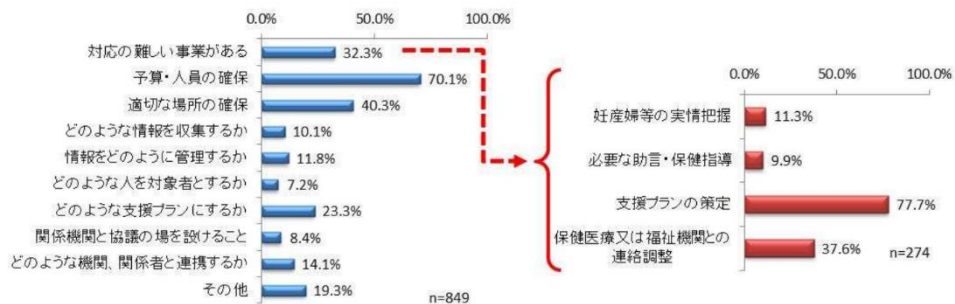 0.0% 50.0% 100.0%
対応の難しい事業がある 32.3%
予算・人員の確保 70.1%
適切な場所の確保 40.3%
どのような情報を収集するか 10.1%
情報をどのように管理するか 11.8%
どのような人を対象者とするか 7.2%
どのような支援プランにするか 23.3%
関係機関と協議の場を設けること 8.4%
どのような機関、関係者と連携するか 14.1%
その他 19.3%
n=849
0.0% 50.0% 100.0%
妊産婦等の実情把握 11.3%
必要な助言・保健指導 9.9%
支援プランの策定 77.7%
保健医療又は福祉機関との
連絡調整 37.6%
n=274